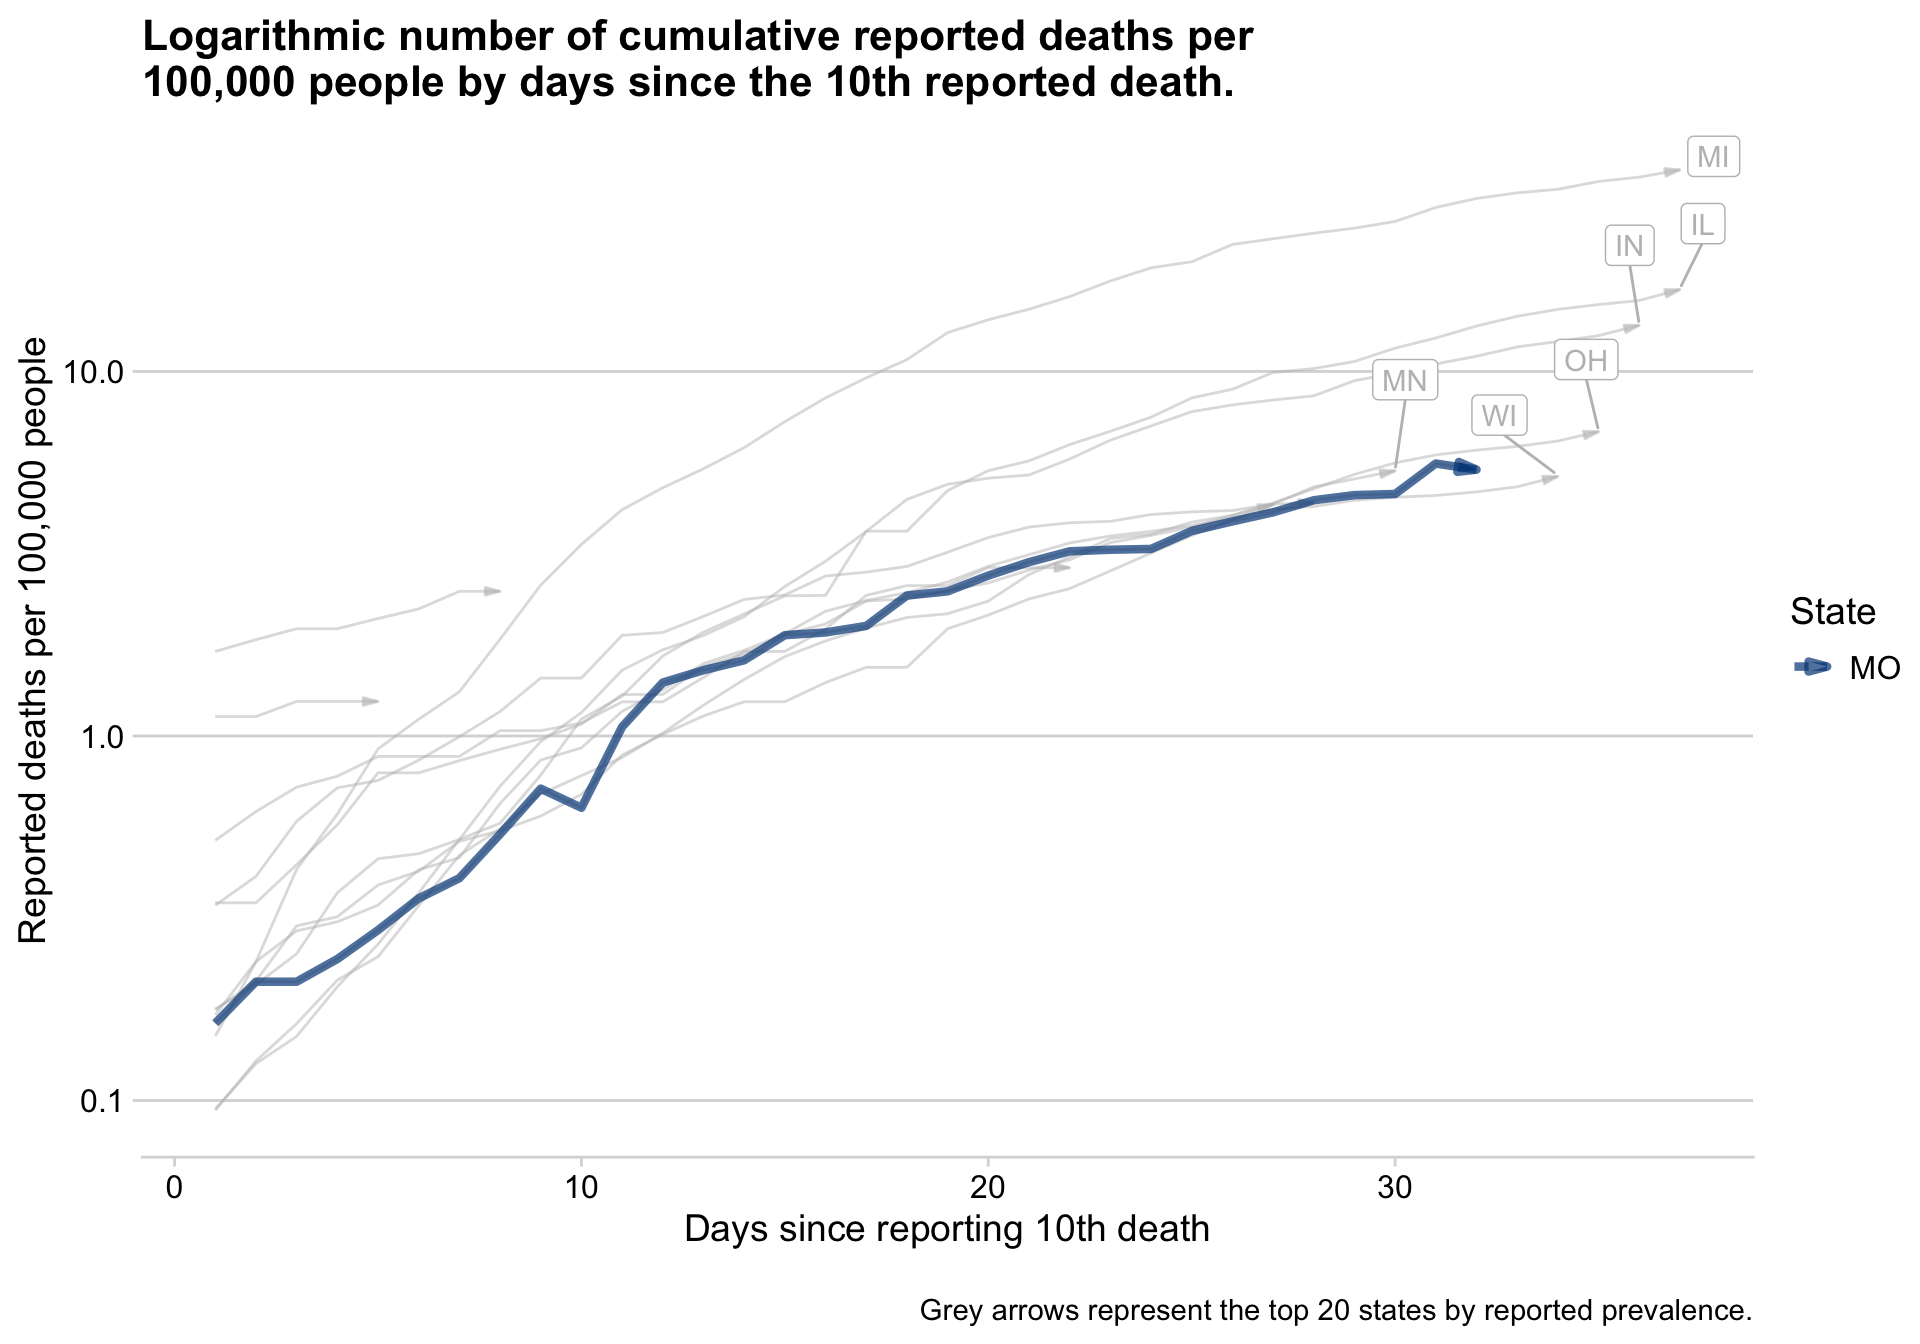 Logarithmic number of cumulative reported deaths per
100,000 people by days since the 10th reported death.
MI
IL
IN
OH
MN
WI
Reported deaths per 100,000 people
10.0
1.0
0.1
State
MO
0
10
20
30
Days since reporting 10th death
Grey arrows represent the top 20 states by reported prevalence.